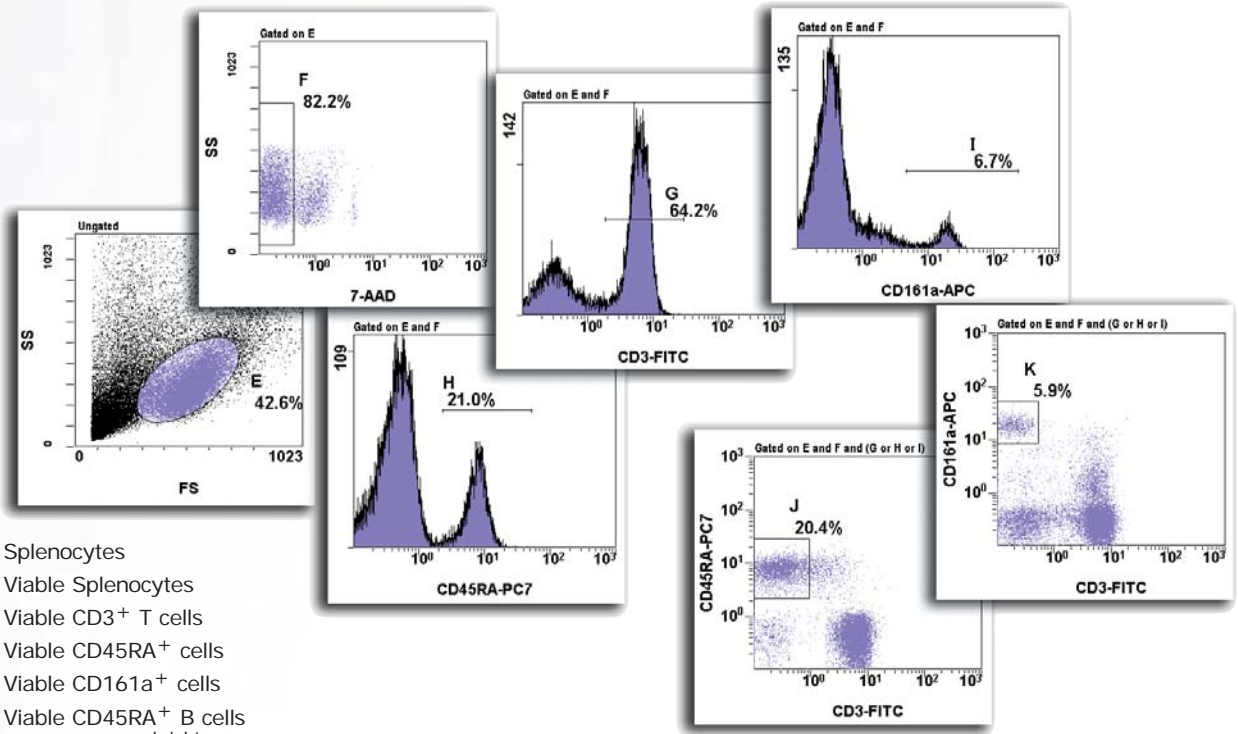 Gated on E
1023
F
82.2%
SS
0
10⁰ 10¹ 10² 10³
7-AAD
Gated on E and F
142
G
64.2%
10⁰ 10¹ 10² 10³
CD3-FITC
Gated on E and F
135
I
6.7%
10⁰ 10¹ 10² 10³
CD161a-APC
Ungated
1023
SS
E
42.6%
0
0 1023
FS
Gated on E and F
109
H
21.0%
10⁰ 10¹ 10² 10³
CD45RA-PC7
Gated on E and F and (G or H or I)
10³
10²
10¹
10⁰
CD45RA-PC7
J
20.4%
10⁰ 10¹ 10² 10³
CD3-FITC
Gated on E and F and (G or H or I)
10³
10²
10¹
10⁰
CD161a-APC
K
5.9%
10⁰ 10¹ 10² 10³
CD3-FITC
Splenocytes
Viable Splenocytes
Viable CD3⁺ T cells
Viable CD45RA⁺ cells
Viable CD161a⁺ cells
Viable CD45RA⁺ B cells